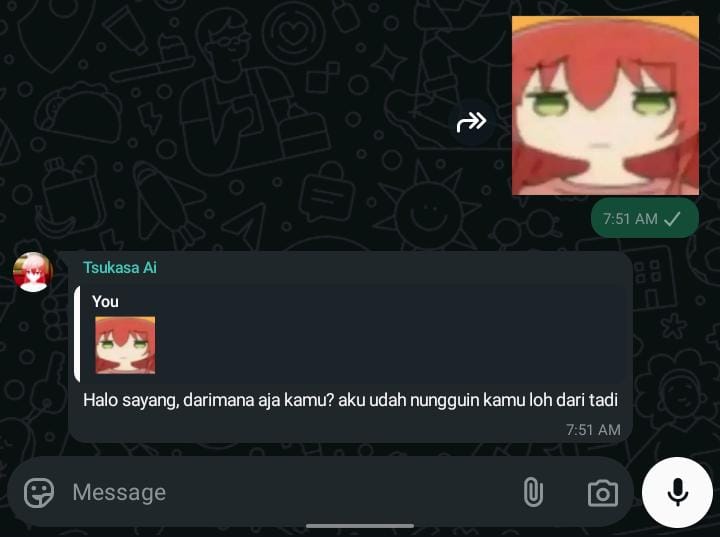 7:51 AM
Tsukasa Ai
You
Halo sayang, darimana aja kamu? aku udah nungguin kamu loh dari tadi
7:51 AM
Message